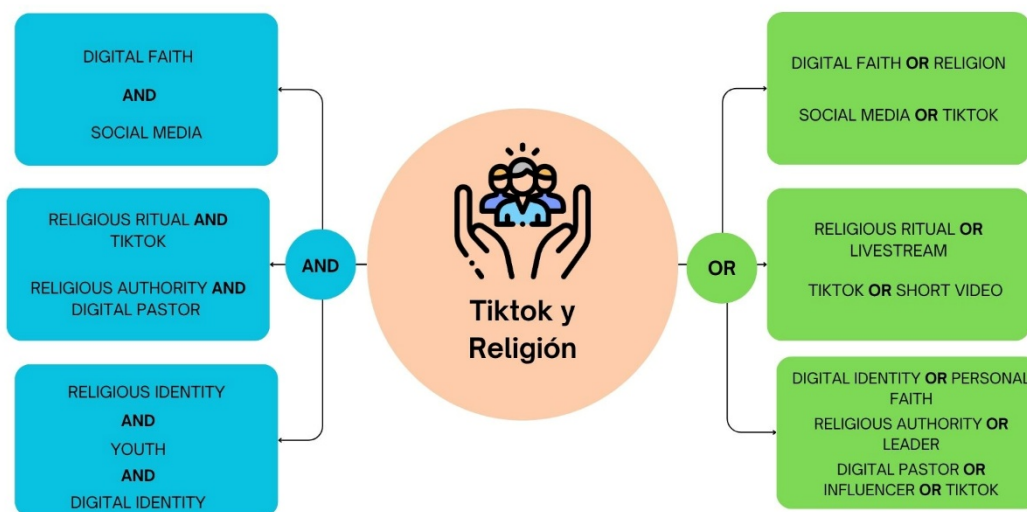 DIGITAL FAITH
AND
SOCIAL MEDIA
RELIGIOUS RITUAL AND
TIKTOK
RELIGIOUS AUTHORITY AND
DIGITAL PASTOR
RELIGIOUS IDENTITY
AND
YOUTH
AND
DIGITAL IDENTITY
AND
Tiktok y
Religión
OR
DIGITAL FAITH OR RELIGION
SOCIAL MEDIA OR TIKTOK
RELIGIOUS RITUAL OR
LIVESTREAM
TIKTOK OR SHORT VIDEO
DIGITAL IDENTITY OR PERSONAL
FAITH
RELIGIOUS AUTHORITY OR
LEADER
DIGITAL PASTOR OR
INFLUENCER OR TIKTOK